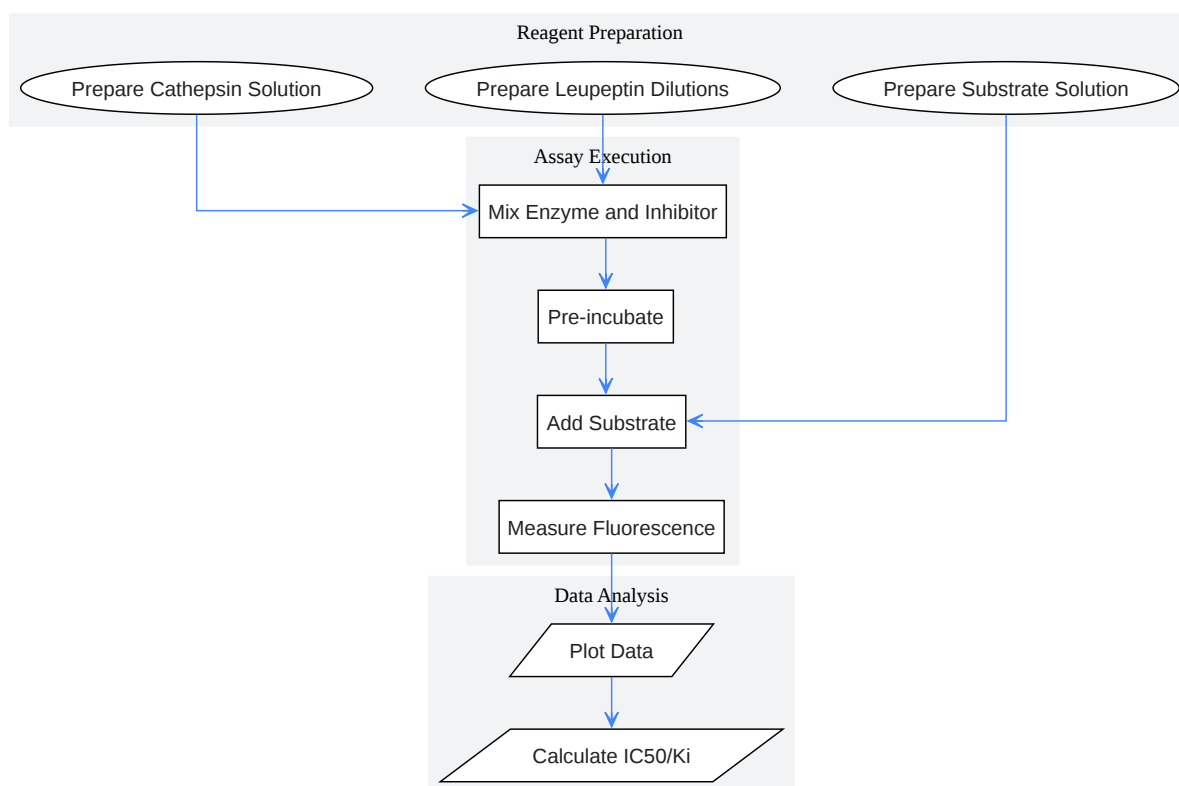 Reagent Preparation
Prepare Cathepsin Solution
Prepare Leupeptin Dilutions
Prepare Substrate Solution
Assay Execution
Mix Enzyme and Inhibitor
Pre-incubate
Add Substrate
Measure Fluorescence
Data Analysis
Plot Data
Calculate IC50/Ki